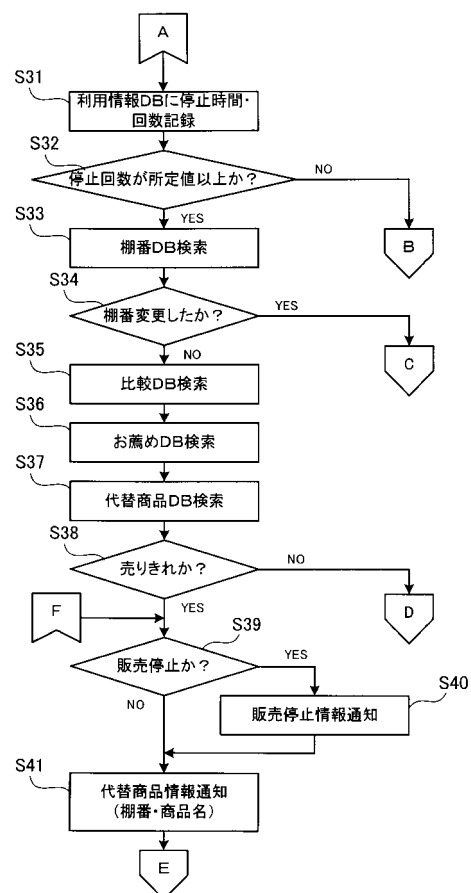 A
S31
利用情報DBに停止時間・
回数記録
S32
停止回数が所定値以上か？
NO
B
YES
S33
棚番DB検索
S34
棚番変更したか？
YES
C
NO
S35
比較DB検索
S36
お薦めDB検索
S37
代替商品DB検索
S38
売りきれか？
NO
D
YES
F
S39
販売停止か？
YES
S40
販売停止情報通知
NO
S41
代替商品情報通知
（棚番・商品名）
E